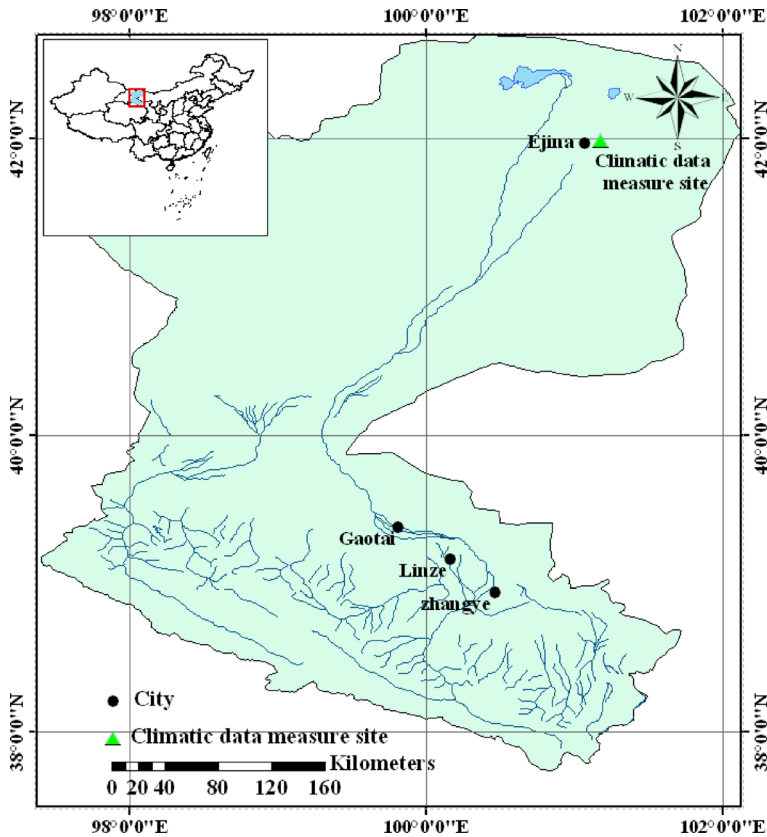 98°0'0"E 100°0'0"E 102°0'0"E
N
W E
S
42°0'0"N 42°0'0"N
Ejina
Climatic data
measure site
40°0'0"N 40°0'0"N
Gaotai
Linze
zhangye
City
38°0'0"N 38°0'0"N
Climatic data measure site
Kilometers
0 20 40 80 120 160
98°0'0"E 100°0'0"E 102°0'0"E